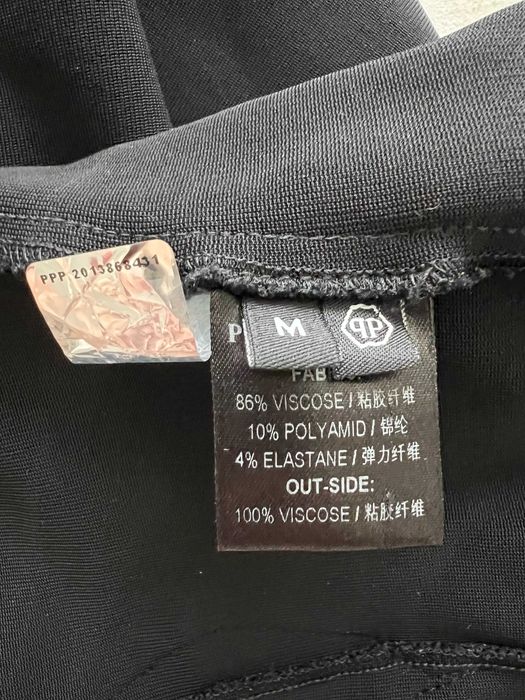 PPP 2013868431
M
PP
P
FAB
86% VISCOSE / 粘胶纤维
10% POLYAMID / 锦纶
4% ELASTANE / 弹力纤维
OUT-SIDE:
100% VISCOSE / 粘胶纤维